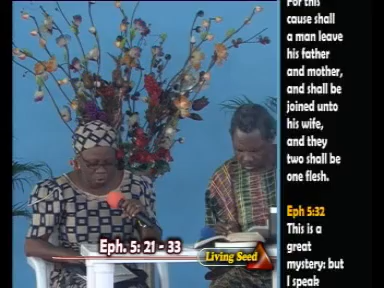 For this
cause shall
a man leave
his father
and mother,
and shall be
joined unto
his wife,
and they
two shall be
one flesh.
Eph 5:32
This is a
great
mystery: but
I speak
Eph. 5: 21 - 33
Living Seed